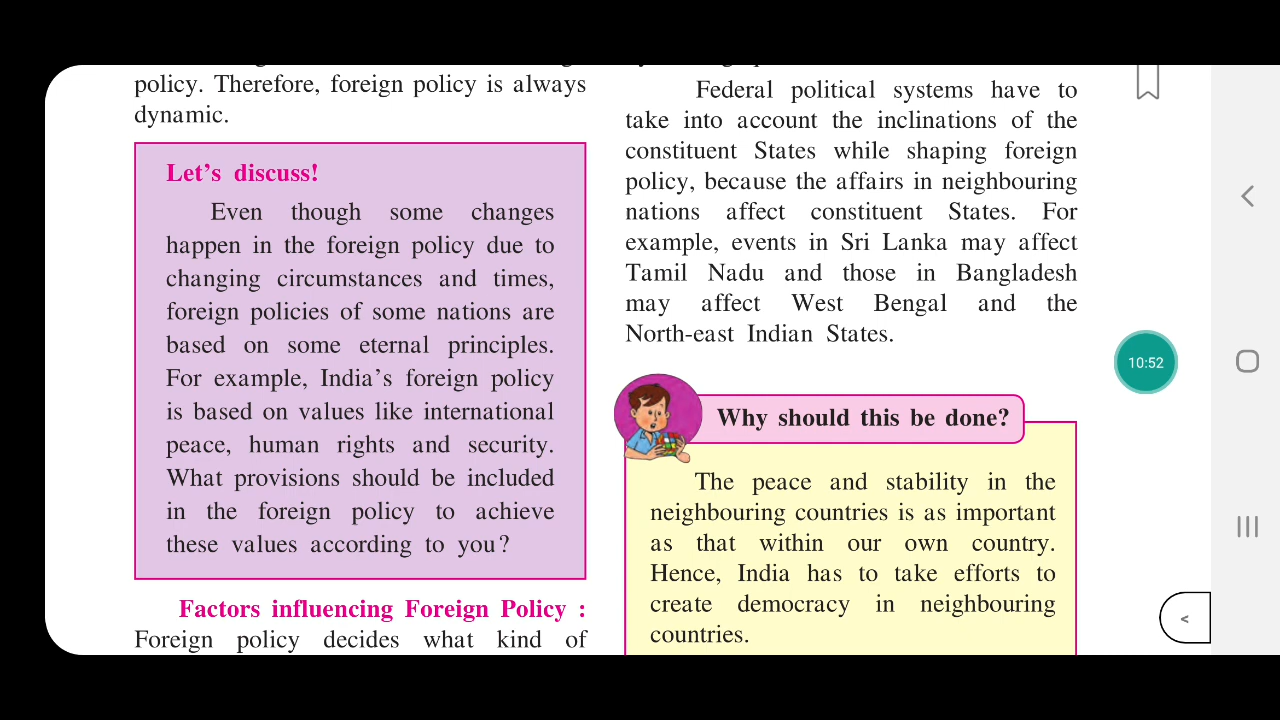 policy. Therefore, foreign policy is always
dynamic.
Let's discuss!
Even though some changes
happen in the foreign policy due to
changing circumstances and times,
foreign policies of some nations are
based on some eternal principles.
For example, India's foreign policy
is based on values like international
peace, human rights and security.
What provisions should be included
in the foreign policy to achieve
these values according to you?
Factors influencing Foreign Policy :
Foreign policy decides what kind of
Federal political systems have to
take into account the inclinations of the
constituent States while shaping foreign
policy, because the affairs in neighbouring
nations affect constituent States. For
example, events in Sri Lanka may affect
Tamil Nadu and those in Bangladesh
may affect West Bengal and the
North-east Indian States.
Why should this be done?
The peace and stability in the
neighbouring countries is as important
as that within our own country.
Hence, India has to take efforts to
create democracy in neighbouring
countries.
10:52